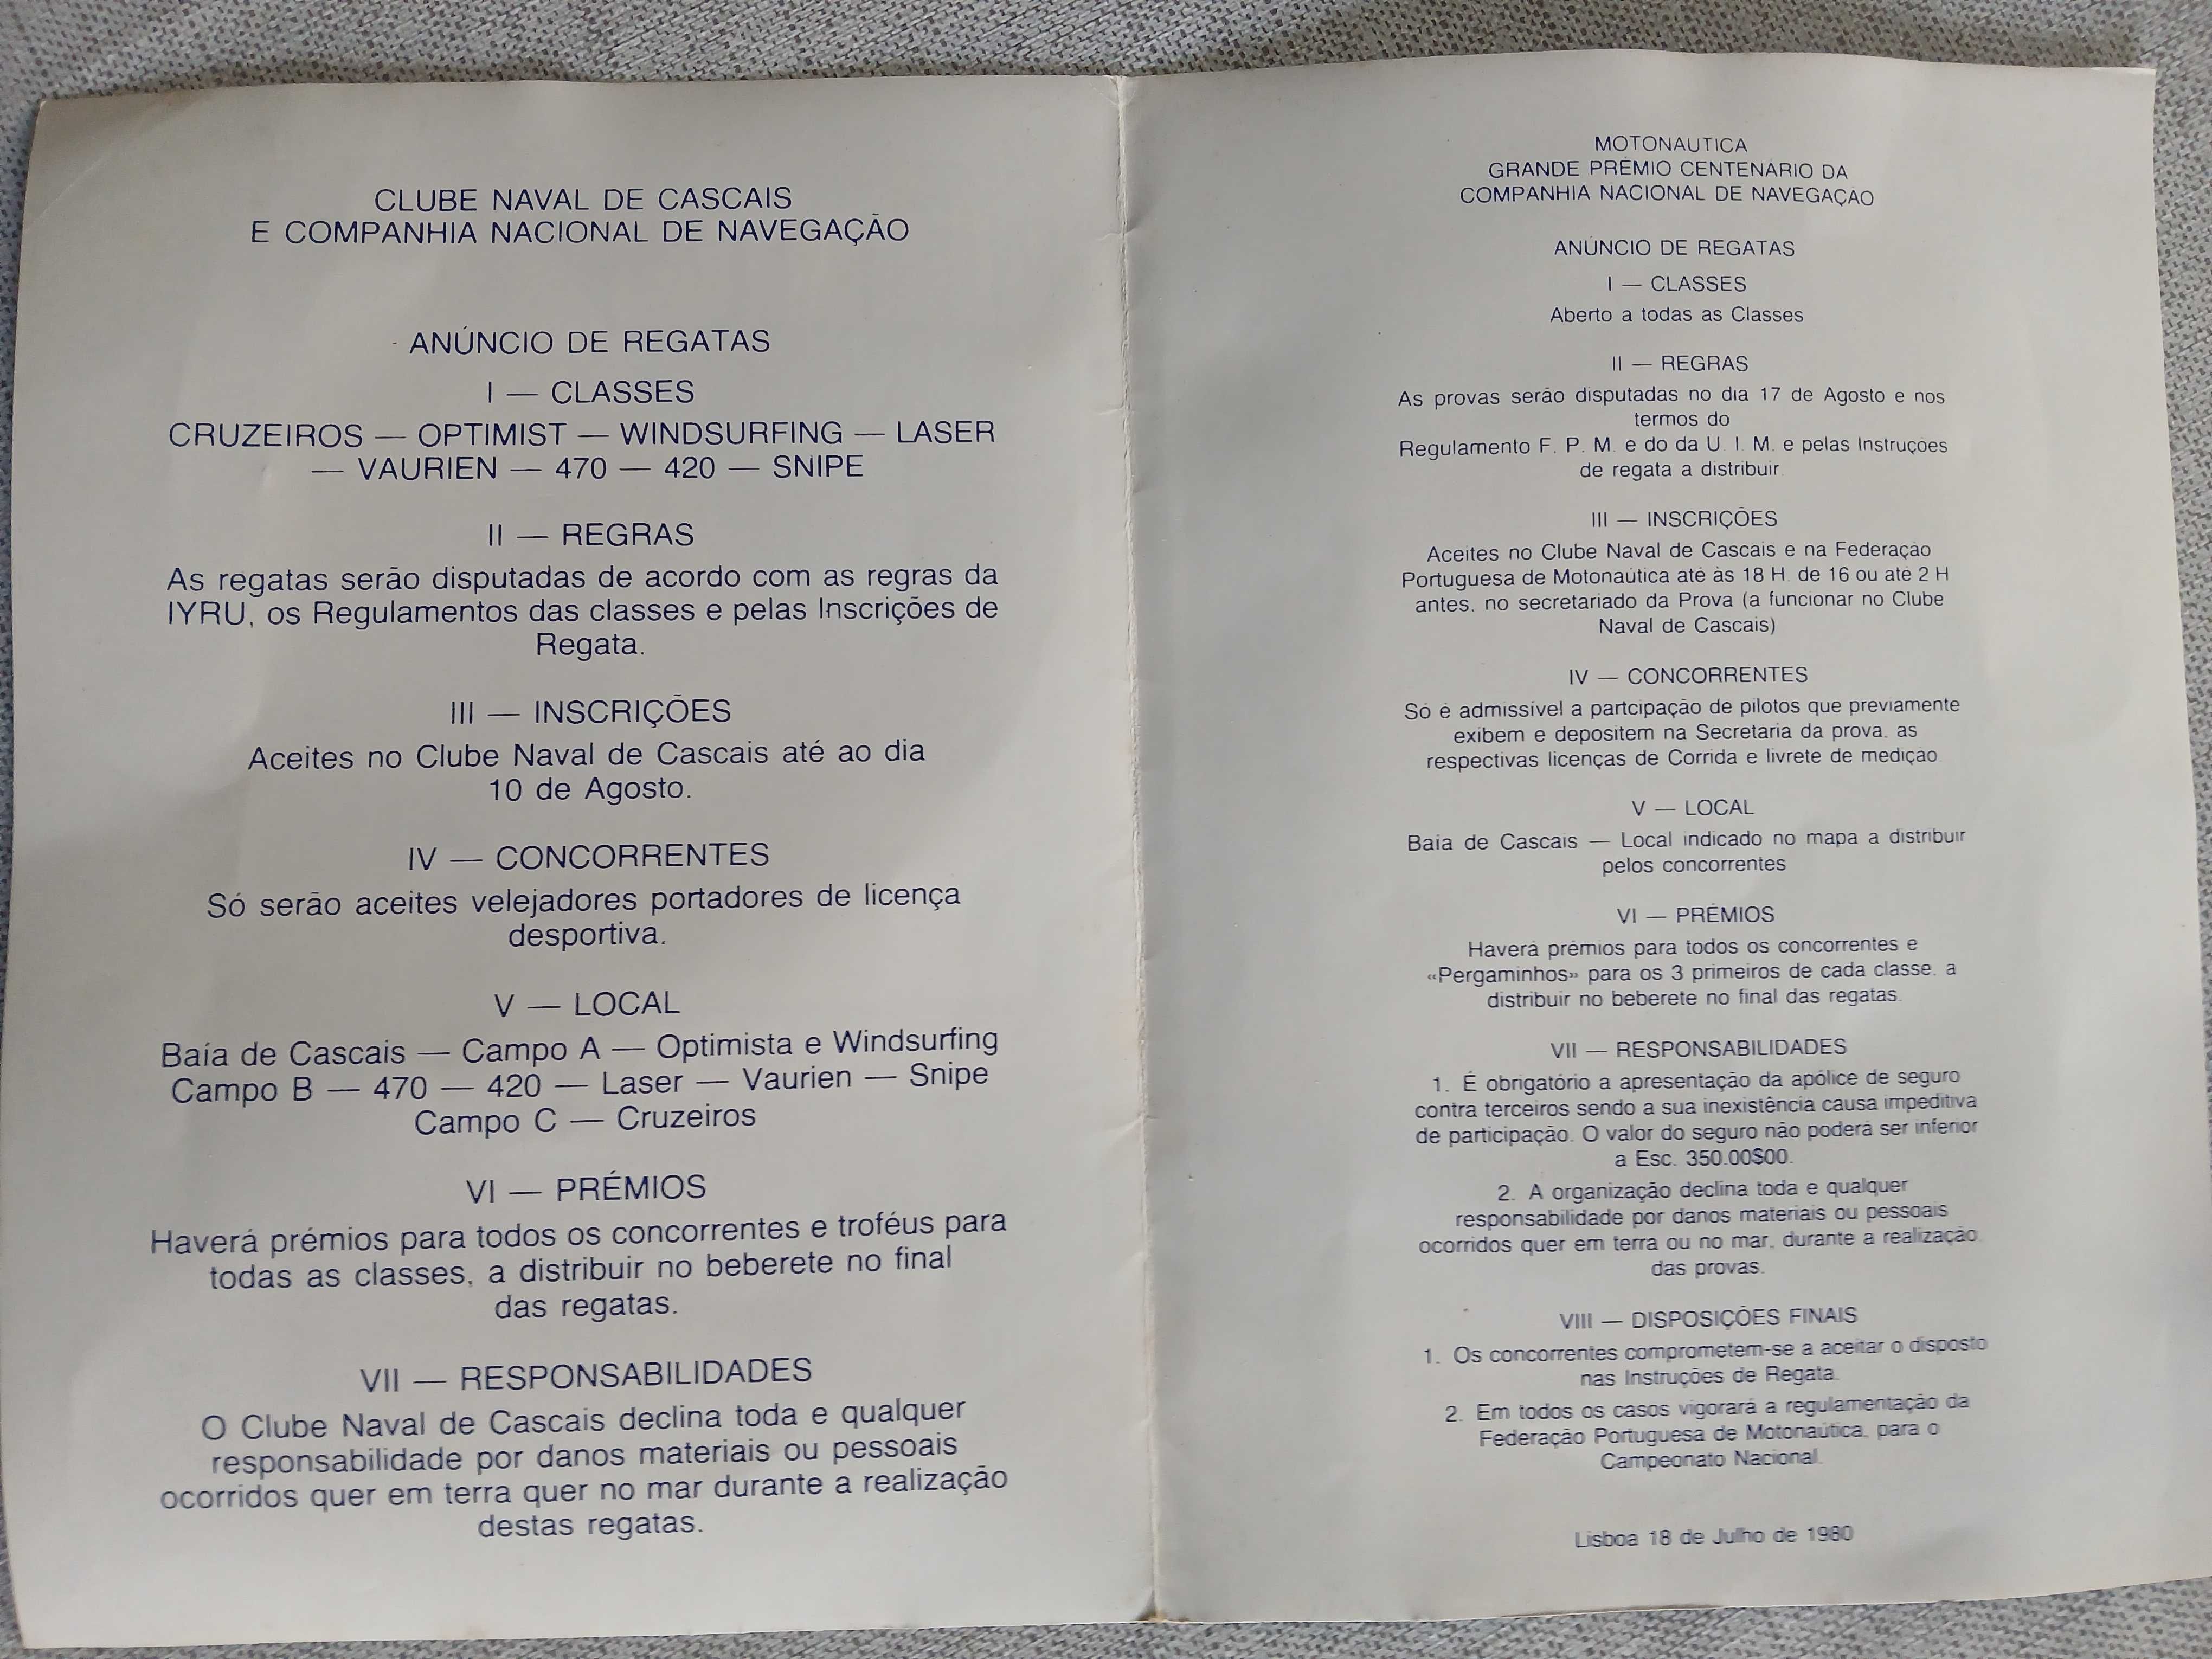 CLUBE NAVAL DE CASCAIS
E COMPANHIA NACIONAL DE NAVEGAÇÃO
ANÚNCIO DE REGATAS
I — CLASSES
CRUZEIROS — OPTIMIST — WINDSURFING — LASER
— VAURIEN — 470 — 420 — SNIPE
II — REGRAS
As regatas serão disputadas de acordo com as regras da
IYRU, os Regulamentos das classes e pelas Inscrições de
Regata.
III — INSCRIÇÕES
Aceites no Clube Naval de Cascais até ao dia
10 de Agosto.
IV — CONCORRENTES
Só serão aceites velejadores portadores de licença
desportiva.
V — LOCAL
Baía de Cascais — Campo A — Optimista e Windsurfing
Campo B — 470 — 420 — Laser — Vaurien — Snipe
Campo C — Cruzeiros
VI — PRÉMIOS
Haverá prémios para todos os concorrentes e troféus para
todas as classes, a distribuir no beberete no final
das regatas.
VII — RESPONSABILIDADES
O Clube Naval de Cascais declina toda e qualquer
responsabilidade por danos materiais ou pessoais
ocorridos quer em terra quer no mar durante a realização
destas regatas.
MOTONAUTICA
GRANDE PRÉMIO CENTENÁRIO DA
COMPANHIA NACIONAL DE NAVEGAÇÃO
ANÚNCIO DE REGATAS
I — CLASSES
Aberto a todas as Classes
II — REGRAS
As provas serão disputadas no dia 17 de Agosto e nos
termos do
Regulamento F. P. M. e do da U. I. M. e pelas Instruções
de regata a distribuir.
III — INSCRIÇÕES
Aceites no Clube Naval de Cascais e na Federação
Portuguesa de Motonaútica até às 18 H. de 16 ou até 2 H
antes, no secretariado da Prova (a funcionar no Clube
Naval de Cascais)
IV — CONCORRENTES
Só é admissível a partcipação de pilotos que previamente
exibem e depositem na Secretaria da prova, as
respectivas licenças de Corrida e livrete de medição.
V — LOCAL
Baia de Cascais — Local indicado no mapa a distribuir
pelos concorrentes
VI — PRÉMIOS
Haverá prémios para todos os concorrentes e
«Pergaminhos» para os 3 primeiros de cada classe, a
distribuir no beberete no final das regatas.
VII — RESPONSABILIDADES
1. É obrigatório a apresentação da apólice de seguro
contra terceiros sendo a sua inexistência causa impeditiva
de participação. O valor do seguro não poderá ser inferior
a Esc. 350.00$00.
2. A organização declina toda e qualquer
responsabilidade por danos materiais ou pessoais
ocorridos quer em terra ou no mar, durante a realização
das provas.
VIII — DISPOSIÇÕES FINAIS
1. Os concorrentes comprometem-se a aceitar o disposto
nas Instruções de Regata.
2. Em todos os casos vigorará a regulamentação da
Federação Portuguesa de Motonaútica, para o
Campeonato Nacional.
Lisboa 18 de Julho de 1980